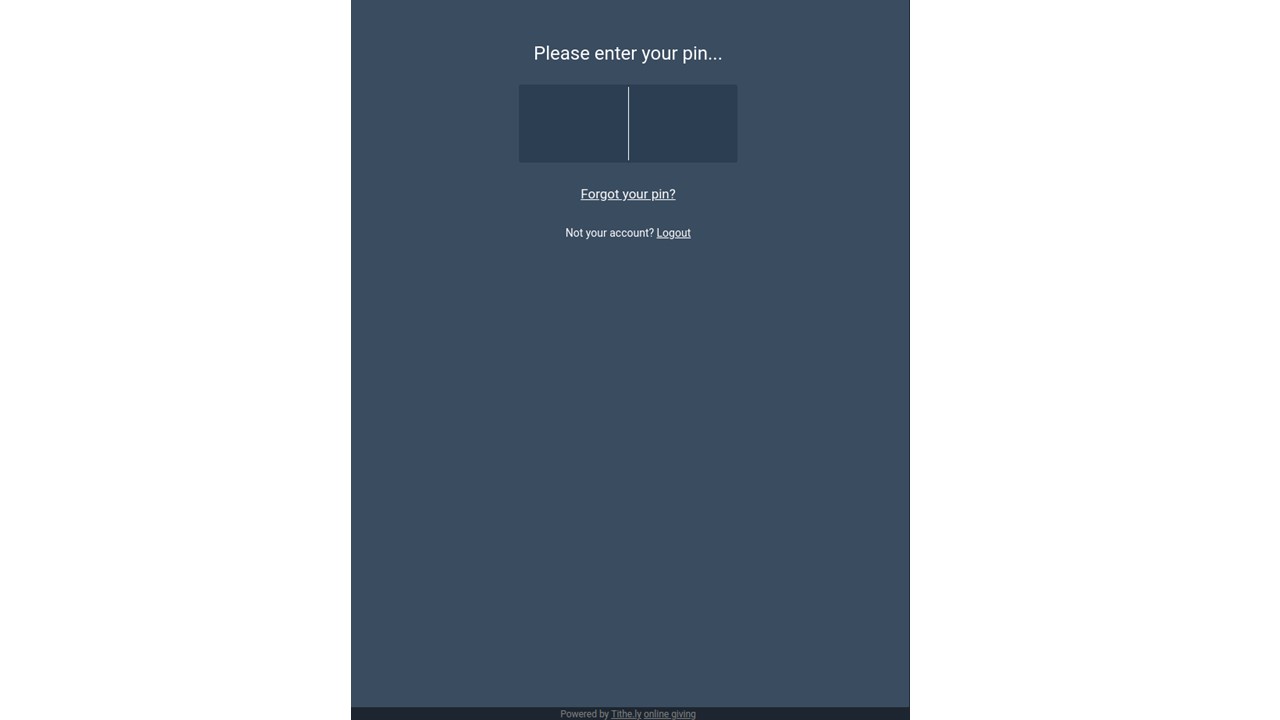 Please enter your pin...
Forgot your pin?
Not your account? Logout
Powered by Tithe.ly online giving